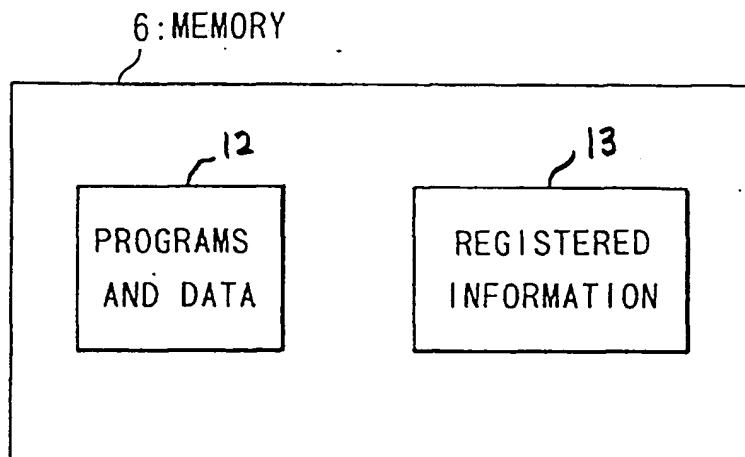 6:MEMORY
12
13
PROGRAMS
AND DATA
REGISTERED
INFORMATION